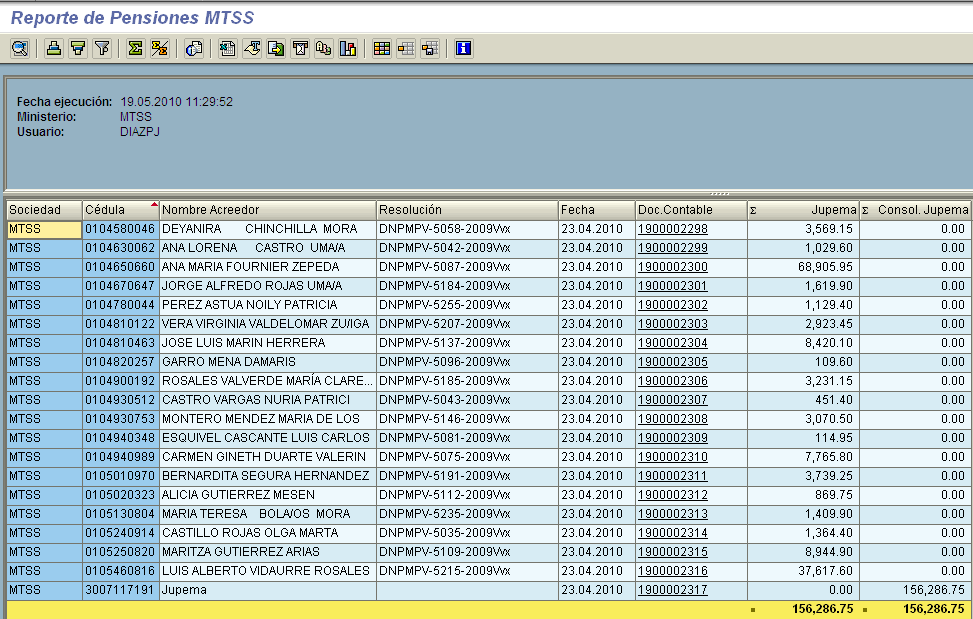 Reporte de Pensiones MTSS
Fecha ejecución: 19.05.2010 11:29:52
Ministerio: MTSS
Usuario: DIAZPJ
Sociedad Cédula Nombre Acreedor Resolución Fecha Doc.Contable Σ Jupema Σ Consol. Jupema
MTSS 0104580046 DEYANIRA CHINCHILLA MORA DNPMPV-5058-2009Vvx 23.04.2010 1900002298 3,569.15 0.00
MTSS 0104630062 ANA LORENA CASTRO UMA/A DNPMPV-5042-2009Vvx 23.04.2010 1900002299 1,029.60 0.00
MTSS 0104650660 ANA MARIA FOURNIER ZEPEDA DNPMPV-5087-2009Vvx 23.04.2010 1900002300 68,905.95 0.00
MTSS 0104670647 JORGE ALFREDO ROJAS UMA/A DNPMPV-5184-2009Vvx 23.04.2010 1900002301 1,619.90 0.00
MTSS 0104780044 PEREZ ASTUA NOILY PATRICIA DNPMPV-5255-2009Vvx 23.04.2010 1900002302 1,129.40 0.00
MTSS 0104810122 VERA VIRGINIA VALDELOMAR ZU/IGA DNPMPV-5207-2009Vvx 23.04.2010 1900002303 2,923.45 0.00
MTSS 0104810463 JOSE LUIS MARIN HERRERA DNPMPV-5137-2009Vvx 23.04.2010 1900002304 8,420.10 0.00
MTSS 0104820257 GARRO MENA DAMARIS DNPMPV-5096-2009Vvx 23.04.2010 1900002305 109.60 0.00
MTSS 0104900192 ROSALES VALVERDE MARÍA CLARE... DNPMPV-5185-2009Vvx 23.04.2010 1900002306 3,231.15 0.00
MTSS 0104930512 CASTRO VARGAS NURIA PATRICI DNPMPV-5043-2009Vvx 23.04.2010 1900002307 451.40 0.00
MTSS 0104930753 MONTERO MENDEZ MARIA DE LOS DNPMPV-5146-2009Vvx 23.04.2010 1900002308 3,070.50 0.00
MTSS 0104940348 ESQUIVEL CASCANTE LUIS CARLOS DNPMPV-5081-2009Vvx 23.04.2010 1900002309 114.95 0.00
MTSS 0104940989 CARMEN GINETH DUARTE VALERIN DNPMPV-5075-2009Vvx 23.04.2010 1900002310 7,765.80 0.00
MTSS 0105010970 BERNARDITA SEGURA HERNANDEZ DNPMPV-5191-2009Vvx 23.04.2010 1900002311 3,739.25 0.00
MTSS 0105020323 ALICIA GUTIERREZ MESEN DNPMPV-5112-2009Vvx 23.04.2010 1900002312 869.75 0.00
MTSS 0105130804 MARIA TERESA BOLA/OS MORA DNPMPV-5235-2009Vvx 23.04.2010 1900002313 1,409.90 0.00
MTSS 0105240914 CASTILLO ROJAS OLGA MARTA DNPMPV-5035-2009Vvx 23.04.2010 1900002314 1,364.40 0.00
MTSS 0105250820 MARITZA GUTIERREZ ARIAS DNPMPV-5109-2009Vvx 23.04.2010 1900002315 8,944.90 0.00
MTSS 0105460816 LUIS ALBERTO VIDAURRE ROSALES DNPMPV-5215-2009Vvx 23.04.2010 1900002316 37,617.60 0.00
MTSS 3007117191 Jupema 23.04.2010 1900002317 0.00 156,286.75
156,286.75 156,286.75